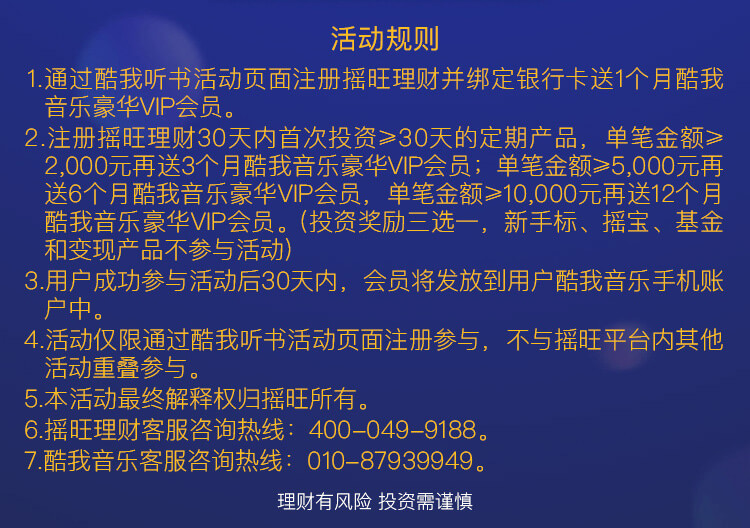 活动规则
1.通过酷我听书活动页面注册摇旺理财并绑定银行卡送1个月酷我
音乐豪华VIP会员。
2.注册摇旺理财30天内首次投资≥30天的定期产品，单笔金额≥
2,000元再送3个月酷我音乐豪华VIP会员；单笔金额≥5,000元再
送6个月酷我音乐豪华VIP会员，单笔金额≥10,000元再送12个月
酷我音乐豪华VIP会员。(投资奖励三选一，新手标、摇宝、基金
和变现产品不参与活动)
3.用户成功参与活动后30天内，会员将发放到用户酷我音乐手机账
户中。
4.活动仅限通过酷我听书活动页面注册参与，不与摇旺平台内其他
活动重叠参与。
5.本活动最终解释权归摇旺所有。
6.摇旺理财客服咨询热线：400-049-9188。
7.酷我音乐客服咨询热线：010-87939949。
理财有风险 投资需谨慎